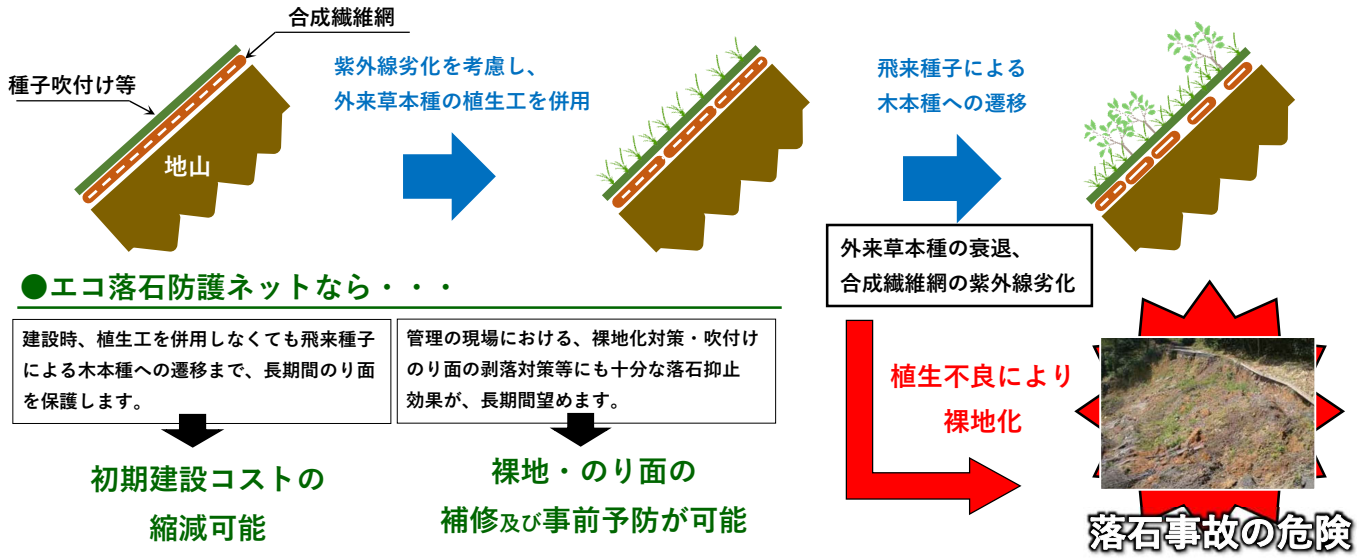 合成繊維網
種子吹付け等
地山
紫外線劣化を考慮し、
外来草本種の植生工を併用
飛来種子による
木本種への遷移
外来草本種の衰退、
合成繊維網の紫外線劣化
●エコ落石防護ネットなら・・・
建設時、植生工を併用しなくても飛来種子
による木本種への遷移まで、長期間のり面
を保護します。
管理の現場における、裸地化対策・吹付け
のり面の剥落対策等にも十分な落石抑止
効果が、長期間望めます。
初期建設コストの
縮減可能
裸地・のり面の
補修及び事前予防が可能
植生不良により
裸地化
落石事故の危険